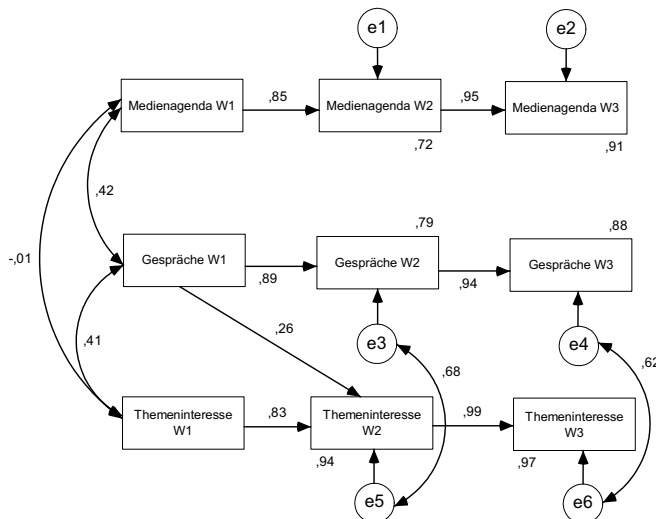 e1
e2
Medienagenda W1
,85
Medienagenda W2
,95
Medienagenda W3
,72
,91
,42
-,01
,79
,88
Gespräche W1
,89
Gespräche W2
,94
Gespräche W3
,26
e3
e4
,41
,68
,62
Themeninteresse
W1
,83
Themeninteresse
W2
,99
Themeninteresse
W3
,94
,97
e5
e6